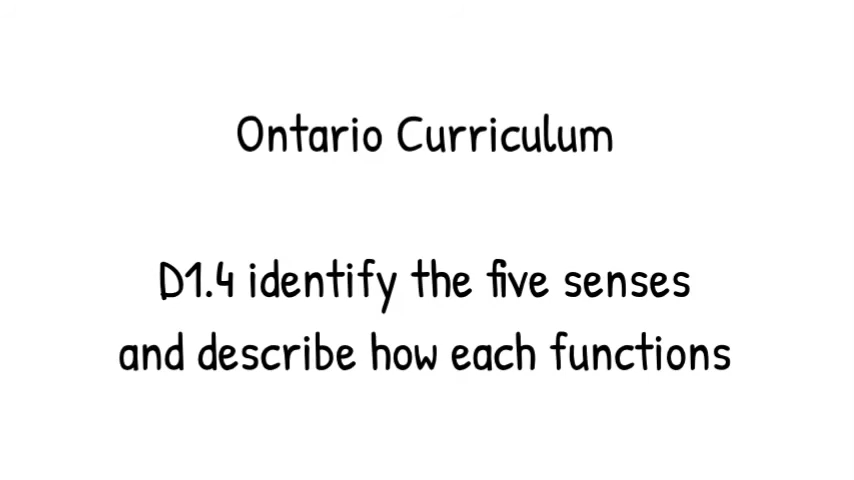 Ontario Curriculum
D1.4 identify the five senses
and describe how each functions